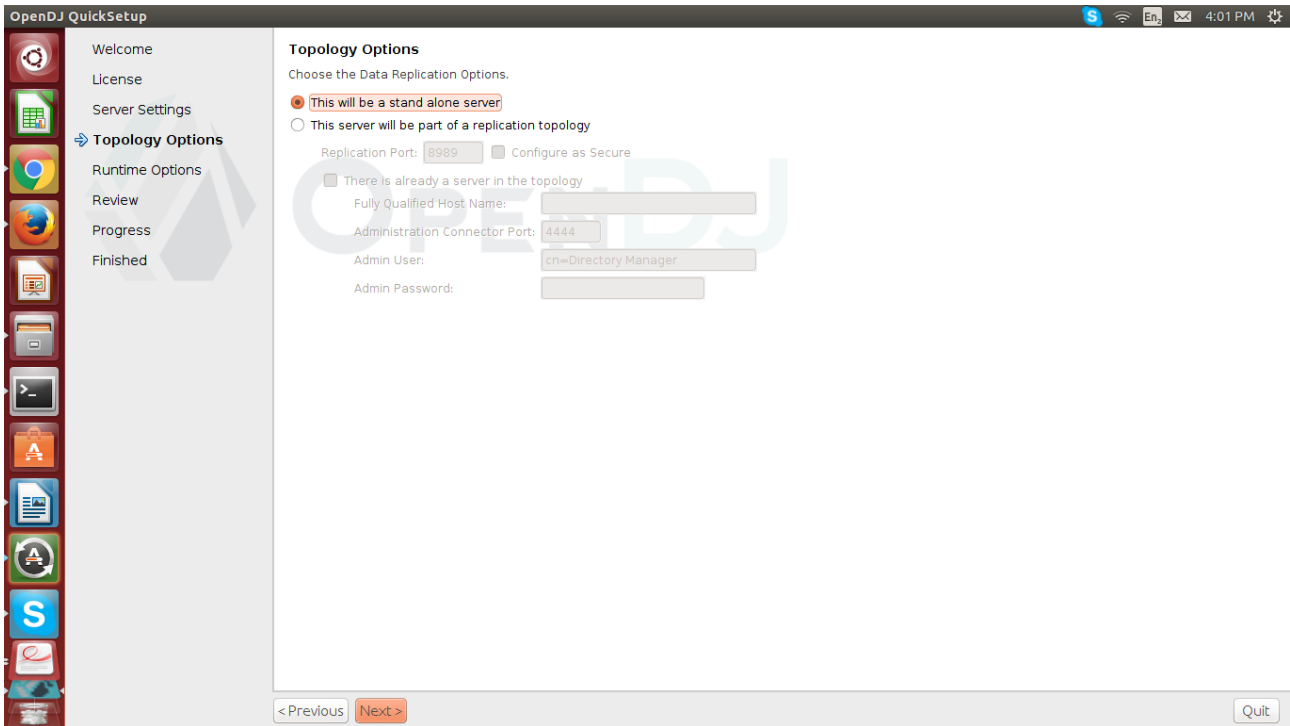 OpenDJ QuickSetup
En2
4:01 PM
Welcome
License
Server Settings
Topology Options
Runtime Options
Review
Progress
Finished
Topology Options
Choose the Data Replication Options.
This will be a stand alone server
This server will be part of a replication topology
Replication Port: 8989 Configure as Secure
There is already a server in the topology
Fully Qualified Host Name:
Administration Connector Port: 4444
Admin User: cn=Directory Manager
Admin Password:
OPENDJ
< Previous Next > Quit